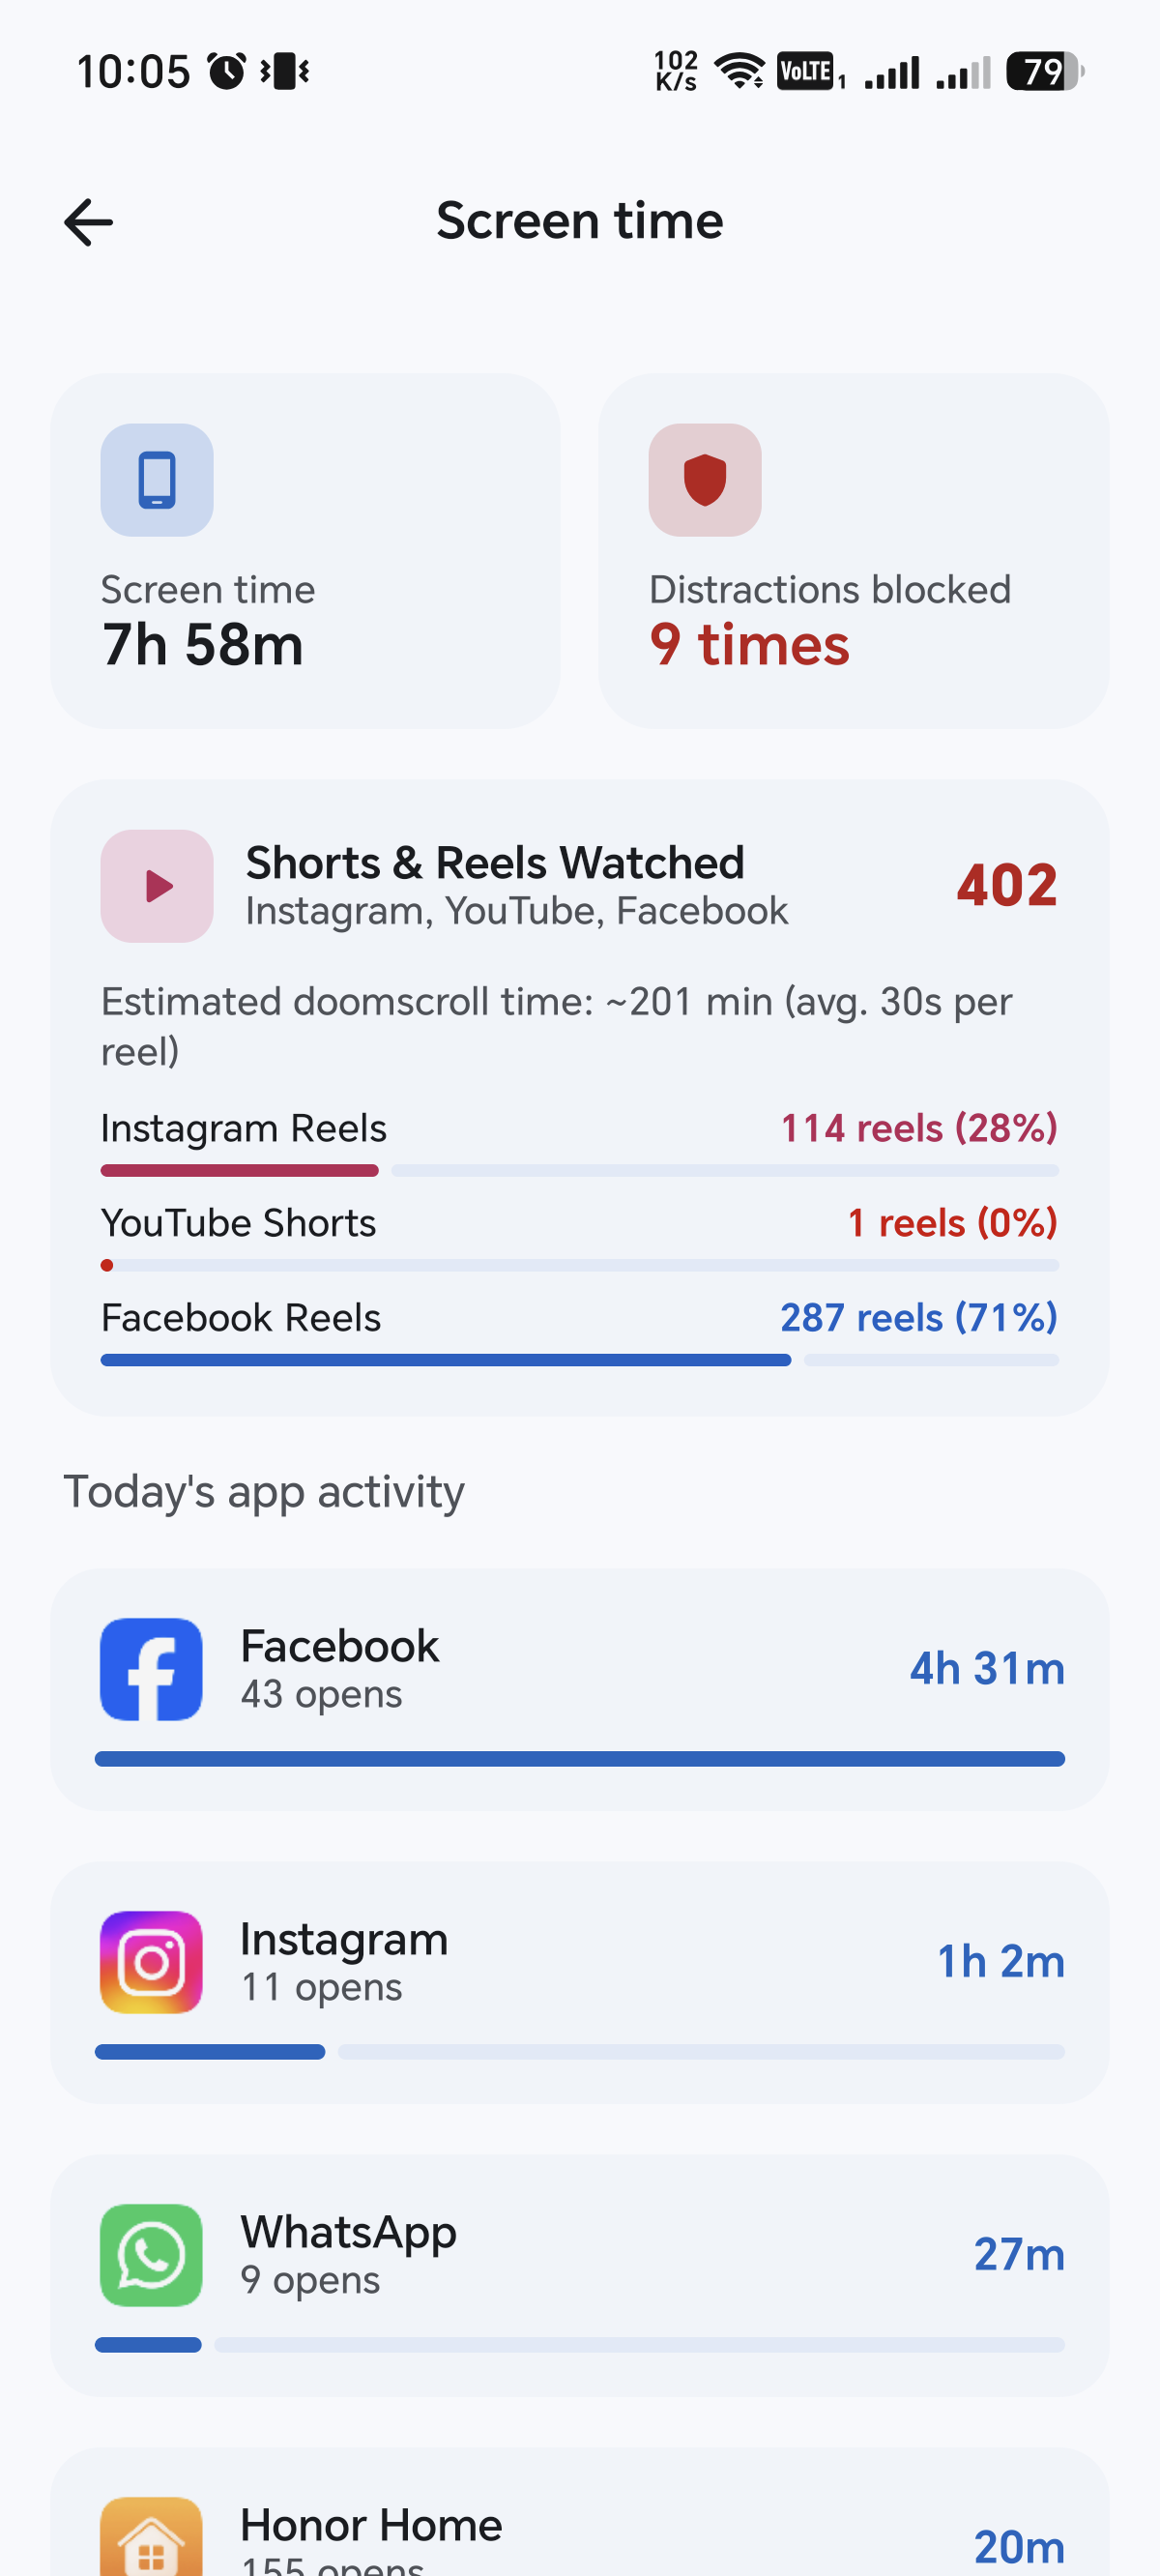 10:05
102
K/s
VoLTE 1
79
Screen time
Screen time
7h 58m
Distractions blocked
9 times
Shorts & Reels Watched
Instagram, YouTube, Facebook
402
Estimated doomscroll time: ~201 min (avg. 30s per
reel)
Instagram Reels
114 reels (28%)
YouTube Shorts
1 reels (0%)
Facebook Reels
287 reels (71%)
Today's app activity
Facebook
43 opens
4h 31m
Instagram
11 opens
1h 2m
WhatsApp
9 opens
27m
Honor Home
155 opens
20m